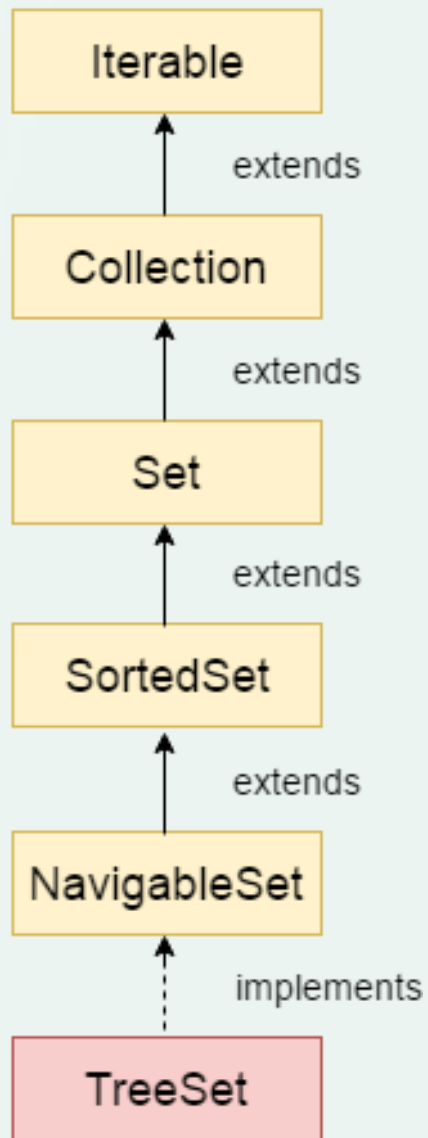 Iterable
extends
Collection
extends
Set
extends
SortedSet
extends
NavigableSet
implements
TreeSet